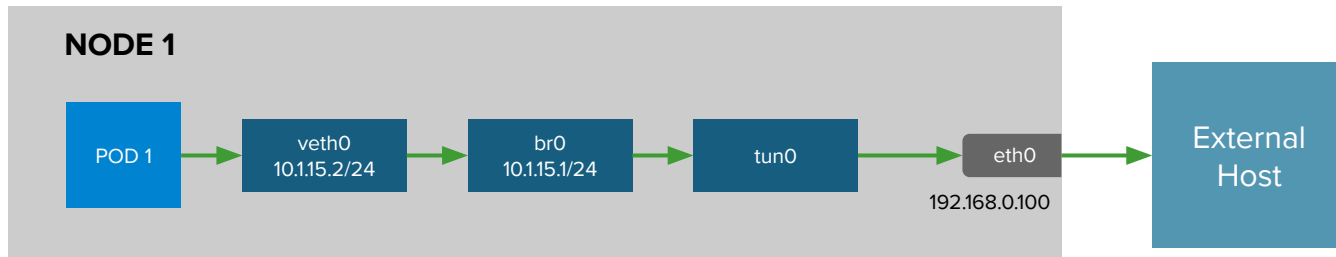 NODE 1
POD 1
veth0
10.1.15.2/24
br0
10.1.15.1/24
tun0
eth0
192.168.0.100
External
Host